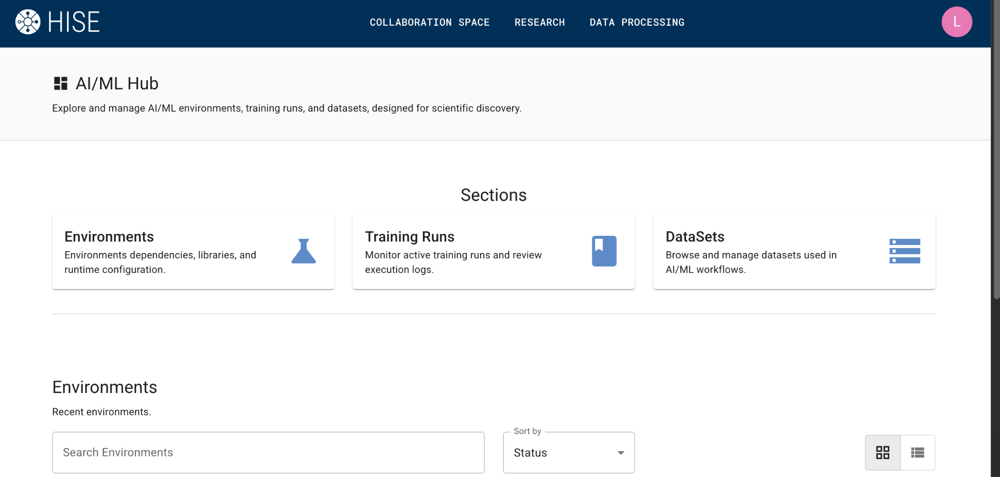 HISE
COLLABORATION SPACE
RESEARCH
DATA PROCESSING
L
AI/ML Hub
Explore and manage AI/ML environments, training runs, and datasets, designed for scientific discovery.
Sections
Environments
Environments dependencies, libraries, and
runtime configuration.
Training Runs
Monitor active training runs and review
execution logs.
DataSets
Browse and manage datasets used in
AI/ML workflows.
Environments
Recent environments.
Search Environments
Sort by
Status